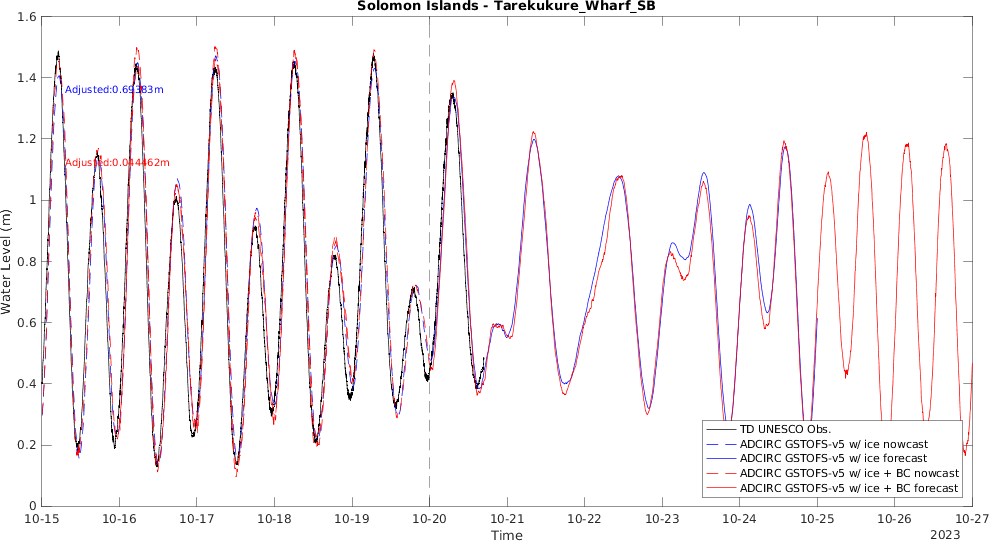 Solomon Islands - Tarekukure_Wharf_SB
Water Level (m)
1.6
1.4
1.2
1
0.8
0.6
0.4
0.2
0
Adjusted:0.69383m
Adjusted:0.044462m
TD UNESCO Obs.
ADCIRC GSTOFS-v5 w/ ice nowcast
ADCIRC GSTOFS-v5 w/ ice forecast
ADCIRC GSTOFS-v5 w/ ice + BC nowcast
ADCIRC GSTOFS-v5 w/ ice + BC forecast
10-15 10-16 10-17 10-18 10-19 10-20 10-21 10-22 10-23 10-24 10-25 10-26 10-27
Time
2023